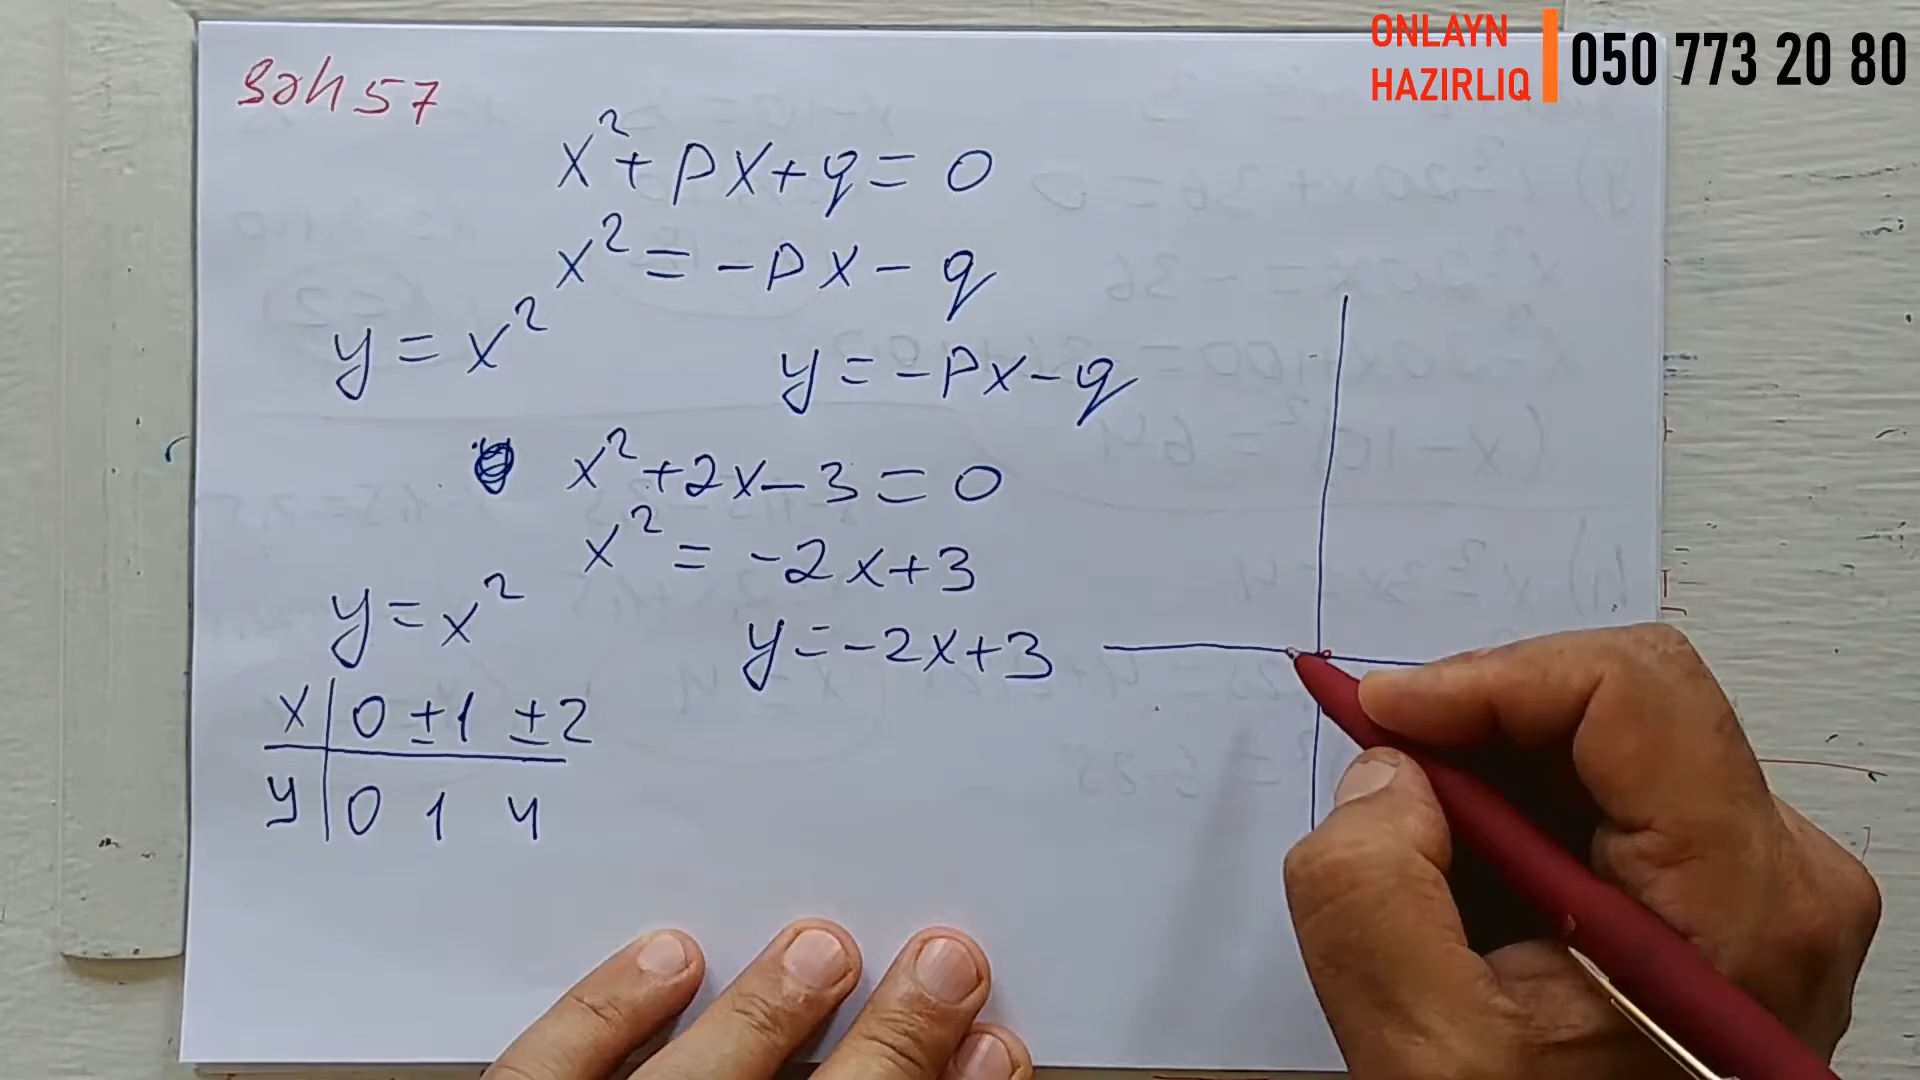 ONLAYN
HAZIRLIQ
050 773 20 80
səh 57
x²+px+q=0
x²=-px-q
y=x²
y=-px-q
x²+2x-3=0
x²=-2x+3
y=x²
y=-2x+3
x | 0 ±1 ±2
y | 0 1 4